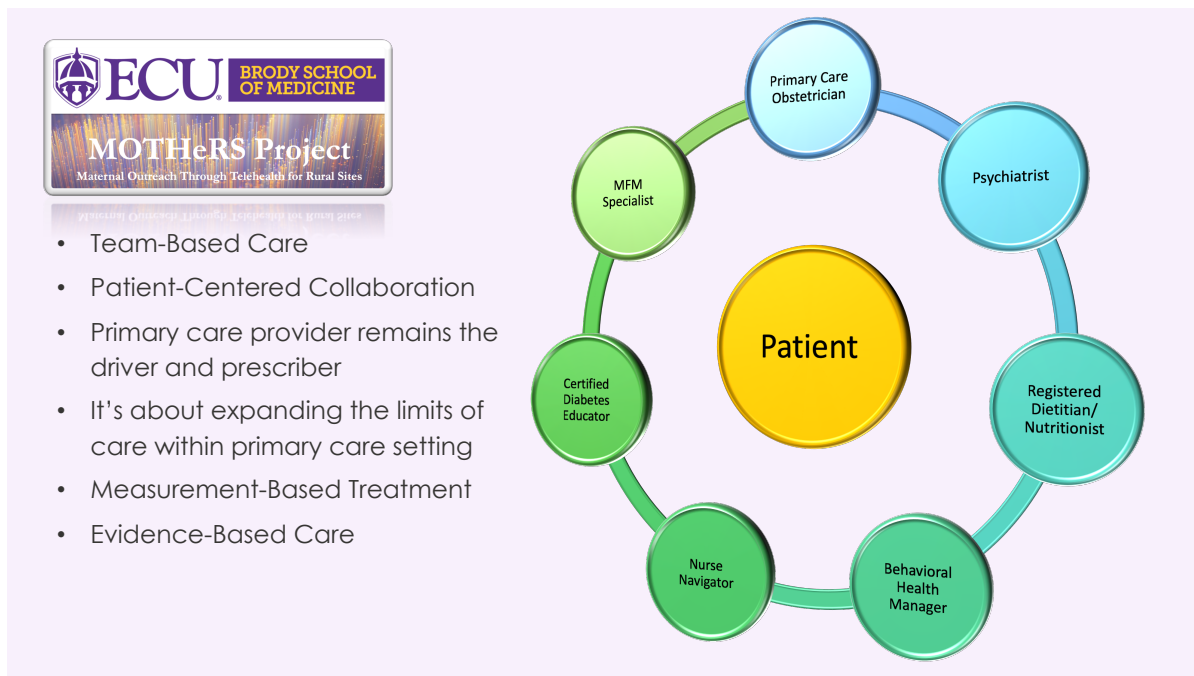 ECU®
BRODY SCHOOL
OF MEDICINE
MOTHeRS Project
Maternal Outreach Through Telehealth for Rural Sites
• Team-Based Care
• Patient-Centered Collaboration
• Primary care provider remains the
driver and prescriber
• It’s about expanding the limits of
care within primary care setting
• Measurement-Based Treatment
• Evidence-Based Care
Primary Care
Obstetrician
Psychiatrist
Registered
Dietitian/
Nutritionist
Behavioral
Health
Manager
Nurse
Navigator
Certified
Diabetes
Educator
MFM
Specialist
Patient